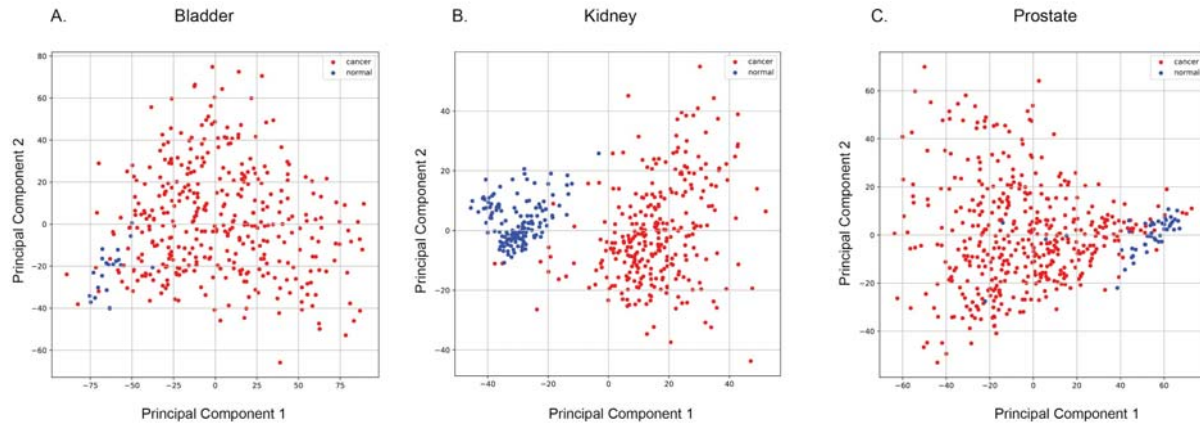 A. Bladder
B. Kidney
C. Prostate
cancer
normal
80
60
40
20
0
−20
−40
−60
−75
−50
−25
0
25
50
75
Principal Component 2
Principal Component 1
cancer
normal
40
20
0
−20
−40
−40
−20
0
20
40
Principal Component 2
Principal Component 1
cancer
normal
60
40
20
0
−20
−40
−60
−40
−20
0
20
40
60
Principal Component 2
Principal Component 1